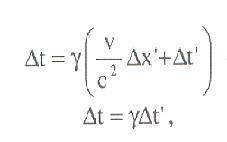 Δt = γ( v/c² Δx'+Δt' )
Δt = γΔt' ,